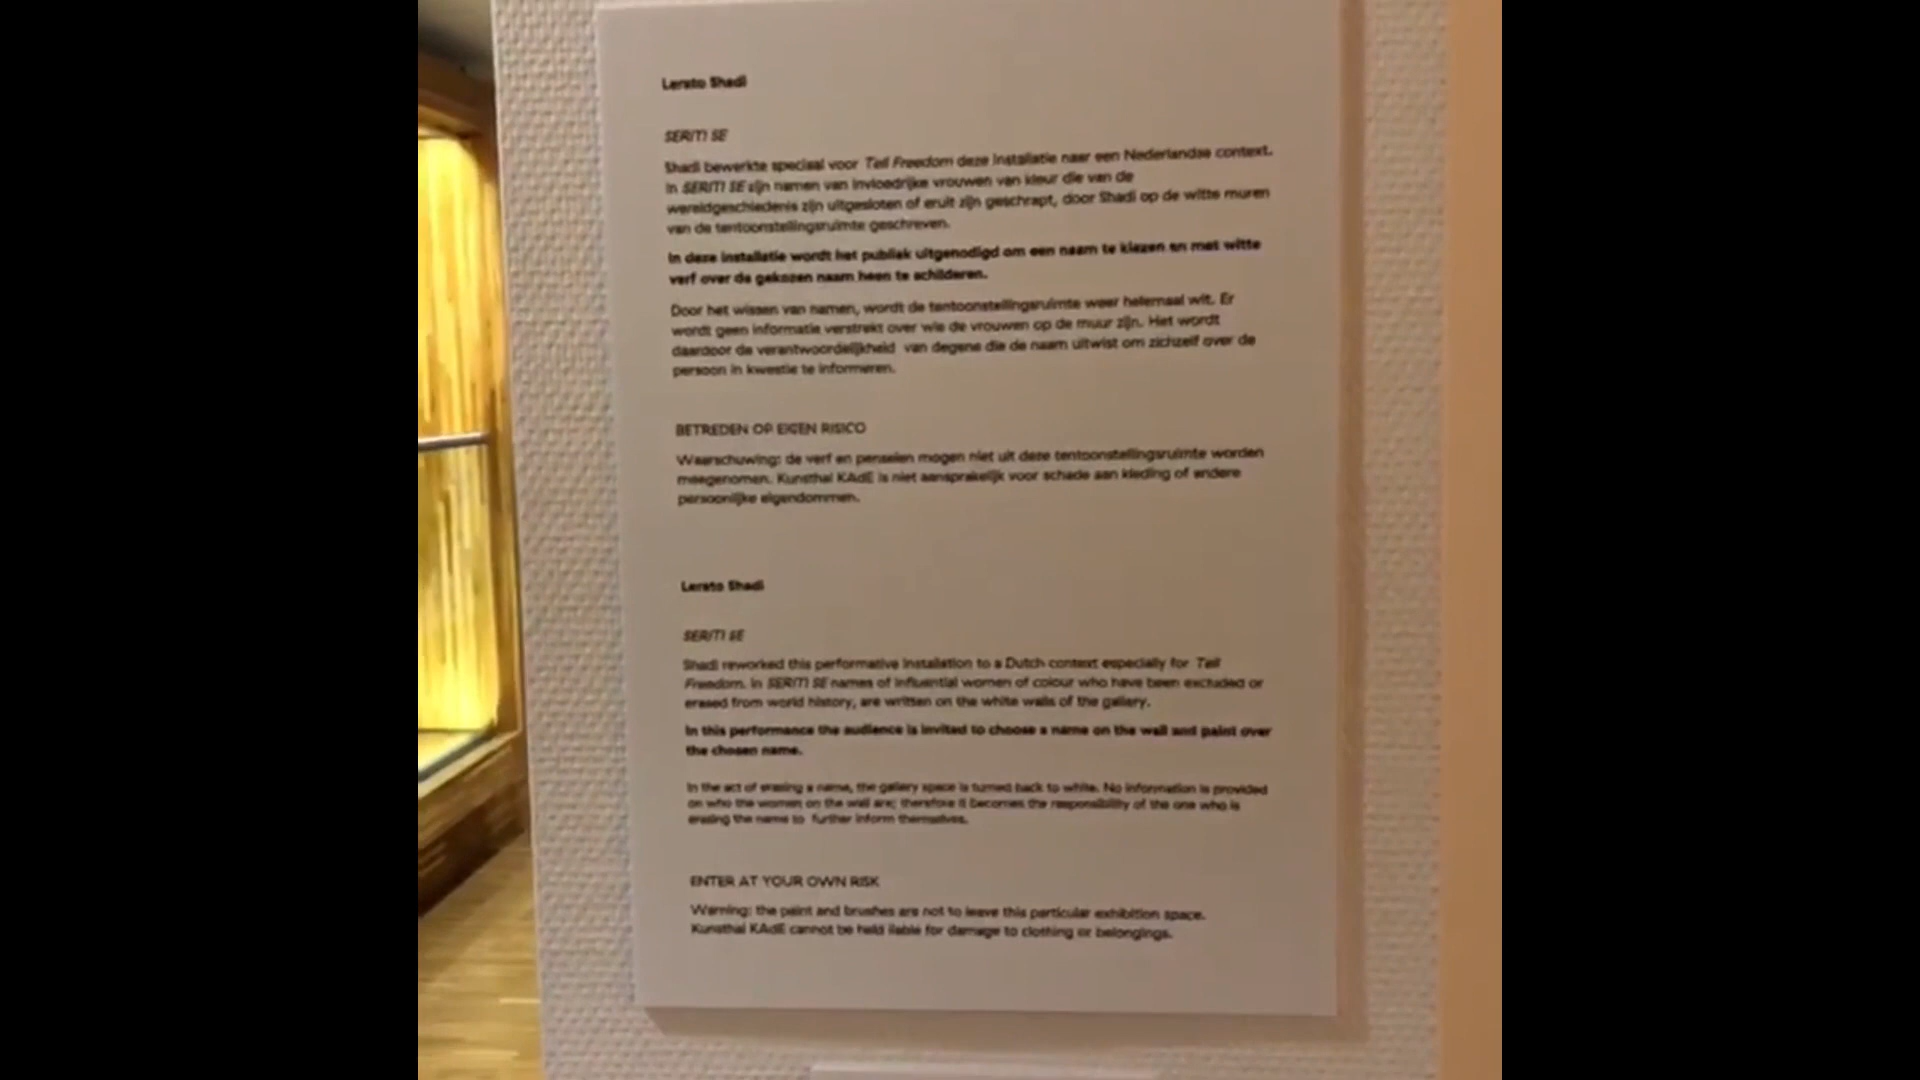 Lerato Shadi
SERITI SE
Shadi bewerkte speciaal voor Tell Freedom deze installatie naar een Nederlandse context.
In SERITI SE zijn namen van invloedrijke vrouwen van kleur die van de
wereldgeschiedenis zijn uitgesloten of eruit zijn geschrapt, door Shadi op de witte muren
van de tentoonstellingsruimte geschreven.
In deze installatie wordt het publiek uitgenodigd om een naam te kiezen en met witte
verf over de gekozen naam heen te schilderen.
Door het wissen van namen, wordt de tentoonstellingsruimte weer helemaal wit. Er
wordt geen informatie verstrekt over wie de vrouwen op de muur zijn. Het wordt
daardoor de verantwoordelijkheid van degene die de naam uitwist om zichzelf over de
persoon in kwestie te informeren.
BETREDEN OP EIGEN RISICO
Waarschuwing: de verf en penselen mogen niet uit deze tentoonstellingsruimte worden
meegenomen. Kunsthal KAdE is niet aansprakelijk voor schade aan kleding of andere
persoonlijke eigendommen.
Lerato Shadi
SERITI SE
Shadi reworked this performative installation to a Dutch context especially for Tell
Freedom. In SERITI SE names of influential women of colour who have been excluded or
erased from world history, are written on the white walls of the gallery.
In this performance the audience is invited to choose a name on the wall and paint over
the chosen name.
In the act of erasing a name, the gallery space is turned back to white. No information is provided
on who the women on the wall are; therefore it becomes the responsibility of the one who is
erasing the name to further inform themselves.
ENTER AT YOUR OWN RISK
Warning: the paint and brushes are not to leave this particular exhibition space.
Kunsthal KAdE cannot be held liable for damage to clothing or belongings.